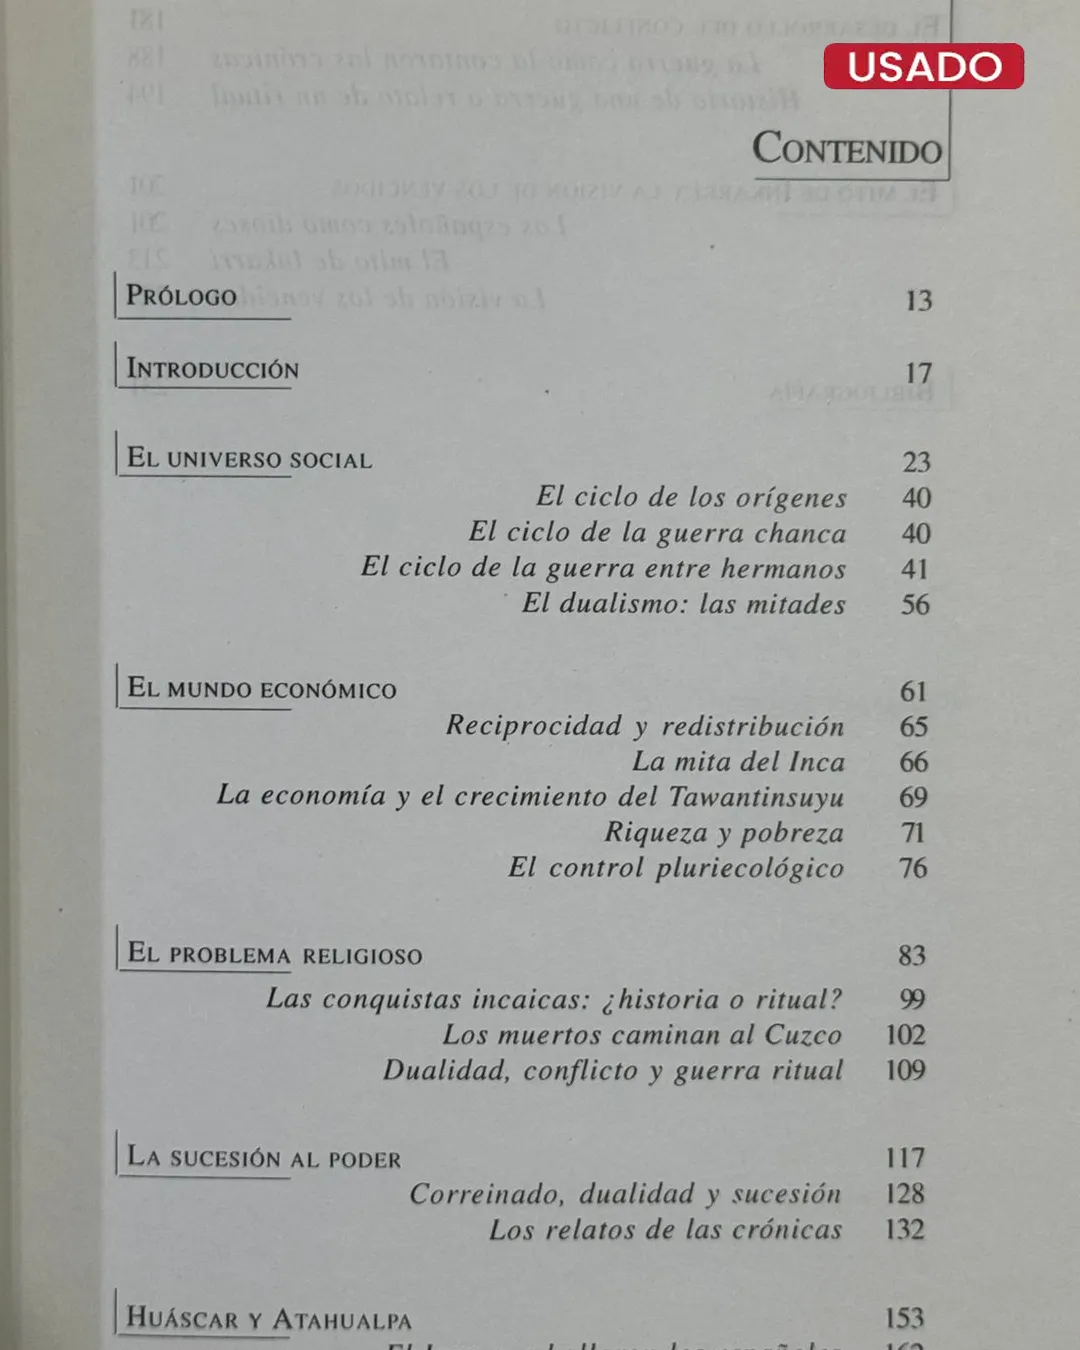 USADO
CONTENIDO
PRÓLOGO 13
INTRODUCCIÓN 17
EL UNIVERSO SOCIAL 23
El ciclo de los orígenes 40
El ciclo de la guerra chanca 40
El ciclo de la guerra entre hermanos 41
El dualismo: las mitades 56
EL MUNDO ECONÓMICO 61
Reciprocidad y redistribución 65
La mita del Inca 66
La economía y el crecimiento del Tawantinsuyu 69
Riqueza y pobreza 71
El control pluriecológico 76
EL PROBLEMA RELIGIOSO 83
Las conquistas incaicas: ¿historia o ritual? 99
Los muertos caminan al Cuzco 102
Dualidad, conflicto y guerra ritual 109
LA SUCESIÓN AL PODER 117
Correinado, dualidad y sucesión 128
Los relatos de las crónicas 132
HUÁSCAR Y ATAHUALPA 153